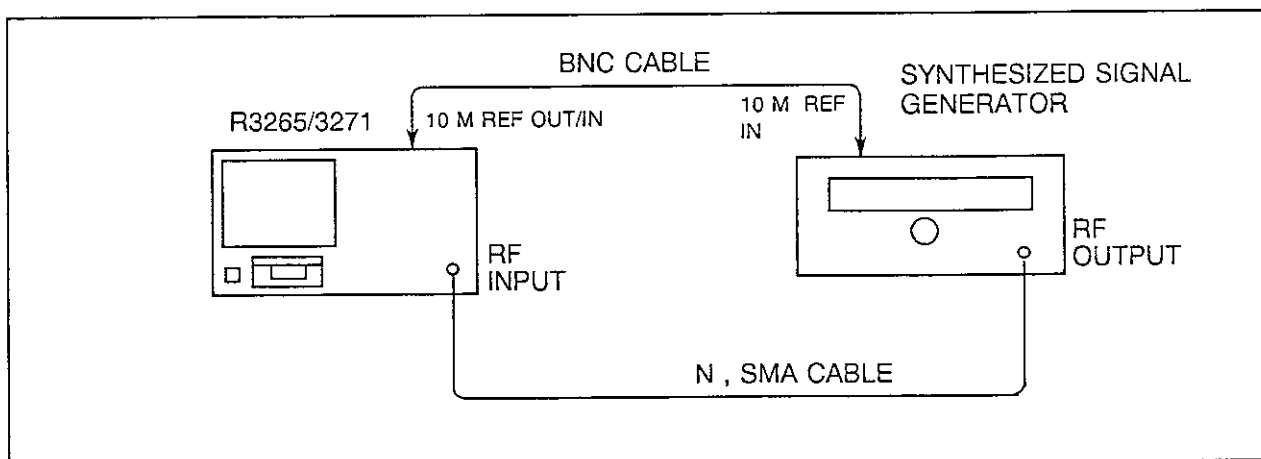 BNC CABLE
SYNTHESIZED SIGNAL
GENERATOR
R3265/3271
10 M REF OUT/IN
10 M REF
IN
RF
INPUT
RF
OUTPUT
N , SMA CABLE